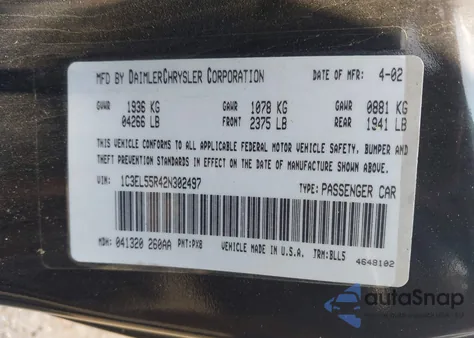 MFD BY DAIMLERCHRYSLER CORPORATION DATE OF MFR: 4-02
GVWR 1936 KG GAWR 1078 KG GAWR 0881 KG
04266 LB FRONT 2375 LB REAR 1941 LB
THIS VEHICLE CONFORMS TO ALL APPLICABLE FEDERAL MOTOR VEHICLE SAFETY, BUMPER AND
THEFT PREVENTION STANDARDS IN EFFECT ON THE DATE OF MANUFACTURE SHOWN ABOVE.
VIN: 1C3EL55R42N302497 TYPE: PASSENGER CAR
MDH: 041320 260AA PNT: PX8 VEHICLE MADE IN U.S.A. TRM: BLL5
4648102
autoSnap